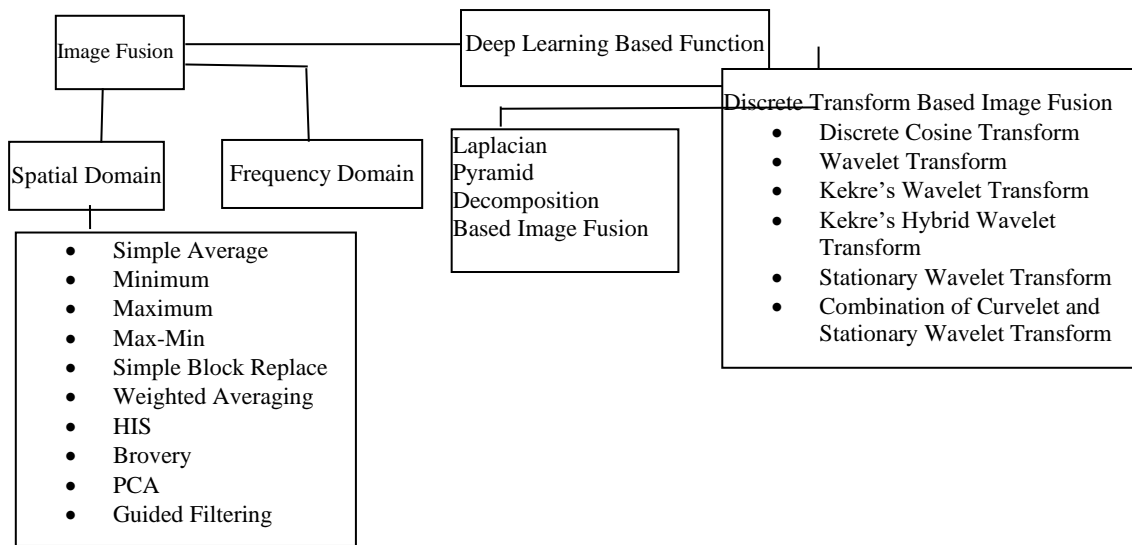 Image Fusion
Deep Learning Based Function
Spatial Domain
Frequency Domain
Laplacian
Pyramid
Decomposition
Based Image Fusion
Discrete Transform Based Image Fusion
• Discrete Cosine Transform
• Wavelet Transform
• Kekre’s Wavelet Transform
• Kekre’s Hybrid Wavelet
Transform
• Stationary Wavelet Transform
• Combination of Curvelet and
Stationary Wavelet Transform
• Simple Average
• Minimum
• Maximum
• Max-Min
• Simple Block Replace
• Weighted Averaging
• HIS
• Brovery
• PCA
• Guided Filtering